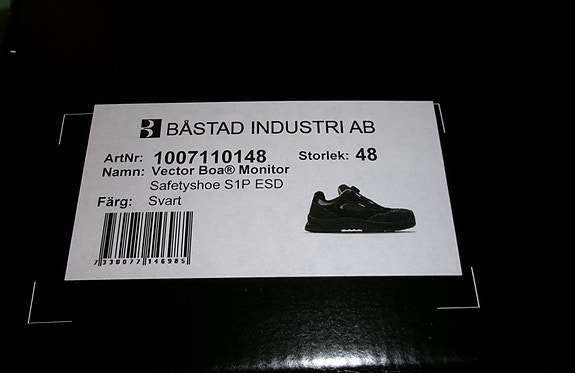 B BÅSTAD INDUSTRI AB
ArtNr: 1007110148 Storlek: 48
Namn: Vector Boa® Monitor
Safetyshoe S1P ESD
Färg: Svart
7 330077 146985